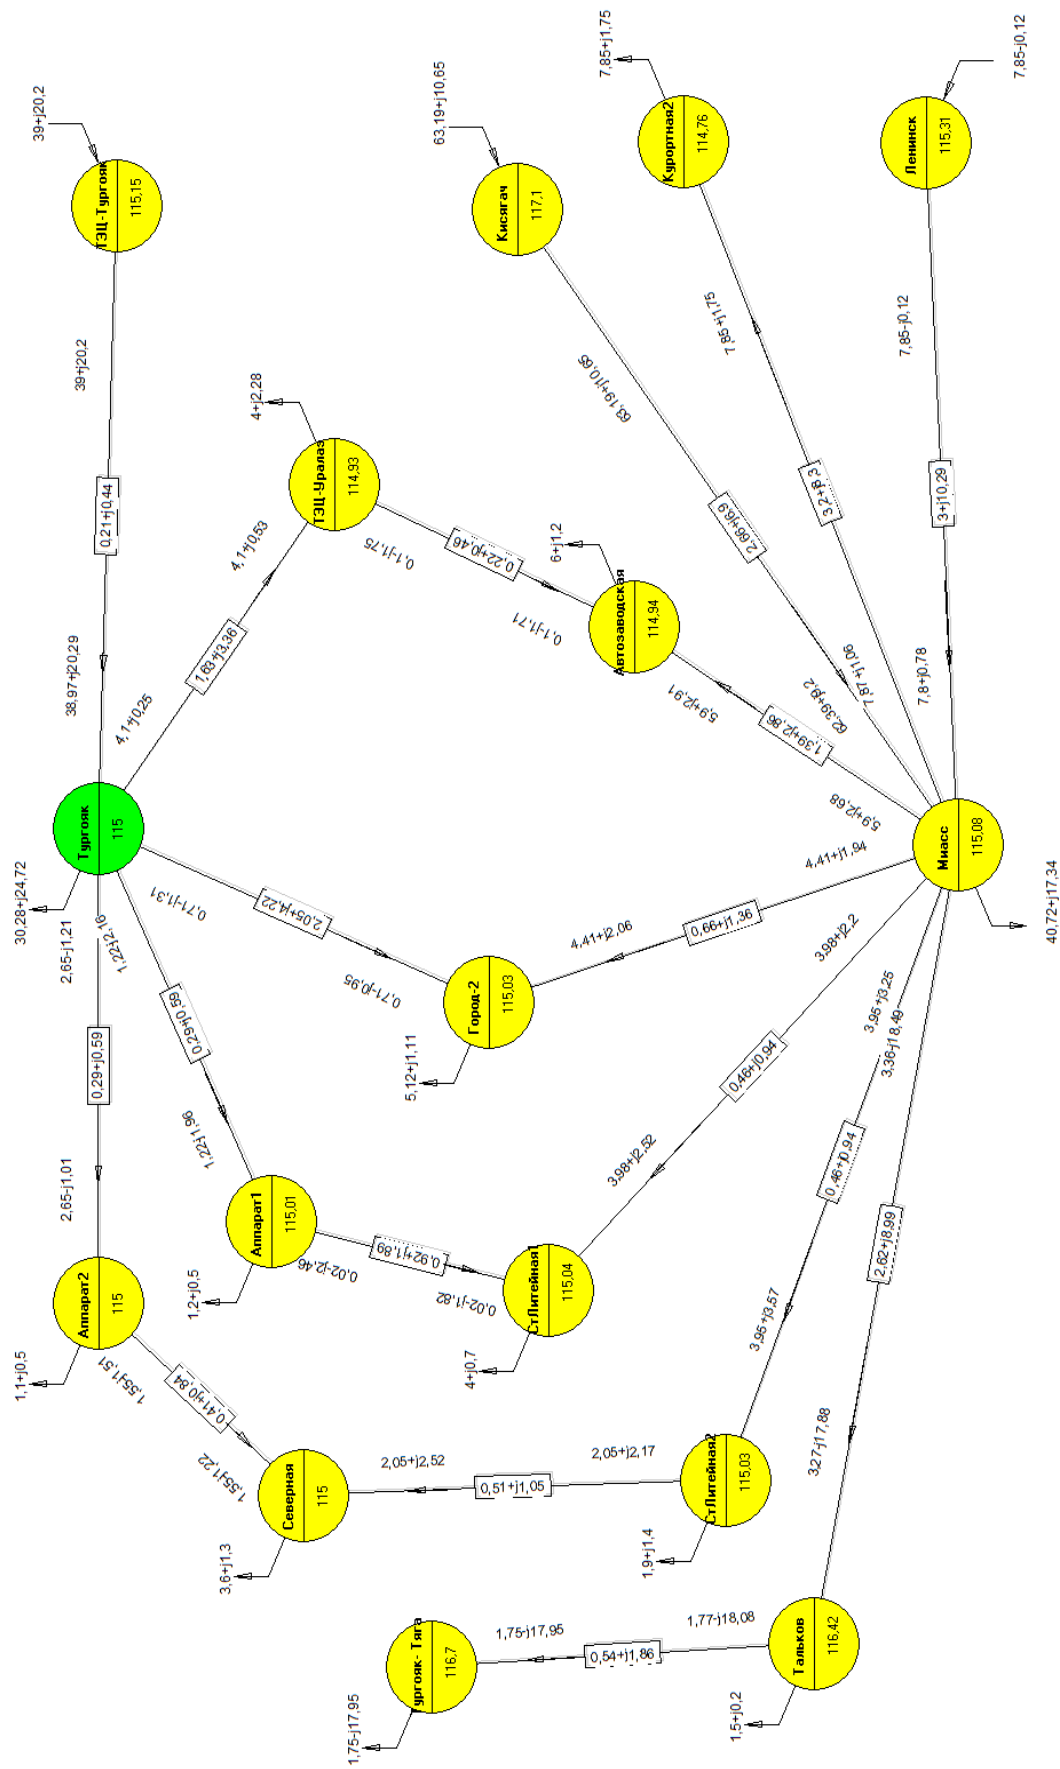 39+j20,2
ТЭЦ-Тургояк
115,15
39+j20,2
0,21+j0,44
38,97+j20,29
Тургояк
115
30,28+j24,72
4,1+j0,25
1,63+j3,36
4,1+j0,53
ТЭЦ-Уралаз
114,93
4+j2,28
0,1-j1,75
0,22+j0,46
0,1-j1,71
Автозаводская
114,94
6+j1,2
5,9+j2,91
1,39+j2,86
5,9+j2,68
63,19+j10,65
Кисягач
117,1
63,19+j10,65
2,66+j6,9
62,39+j9,2
7,85+j1,75
Курортная2
114,76
7,85+j1,75
3,2+j8,3
7,87+j1,06
7,85-j0,12
Ленинск
115,31
7,85-j0,12
3+j10,29
7,8+j0,78
Миасс
115,08
40,72+j17,34
0,71-j1,31
2,05+j4,22
0,71-j0,95
Город-2
115,03
5,12+j1,11
4,41+j2,06
0,66+j1,36
4,41+j1,94
1,22-j2,16
0,29+j0,59
1,22-j1,96
Аппарат1
115,01
1,2+j0,5
0,02-j2,46
0,92+j1,89
0,02-j1,82
СтЛитейная1
115,04
4+j0,7
3,98+j2,52
0,46+j0,94
3,98+j2,2
2,65-j1,21
0,29+j0,59
2,65-j1,01
Аппарат2
115
1,1+j0,5
1,55-j1,51
0,41+j0,84
1,55-j1,22
Северная
115
3,6+j1,3
2,05+j2,52
0,51+j1,05
2,05+j2,17
СтЛитейная2
115,03
1,9+j1,4
3,95+j3,57
0,46+j0,94
3,95+j3,25
3,36-j18,49
2,62+j8,99
3,27-j17,88
Тальков
116,42
1,5+j0,2
1,77-j18,08
0,54+j1,86
1,75-j17,95
ургояк- Тяга
116,7
1,75-j17,95